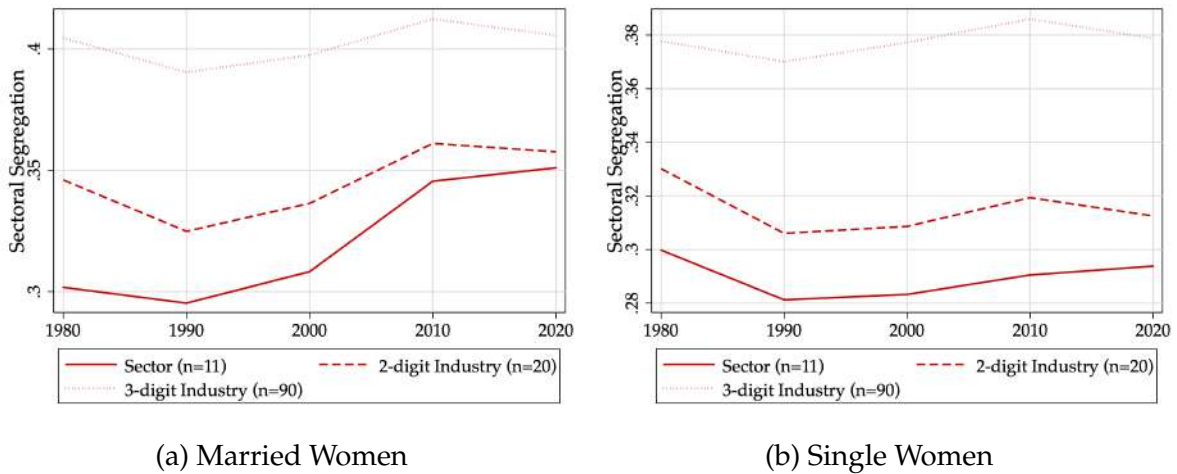 Sectoral Segregation
.4
.35
.3
1980 1990 2000 2010 2020
Sector (n=11) 2-digit Industry (n=20)
3-digit Industry (n=90)
(a) Married Women
Sectoral Segregation
.38
.36
.34
.32
.3
.28
1980 1990 2000 2010 2020
Sector (n=11) 2-digit Industry (n=20)
3-digit Industry (n=90)
(b) Single Women